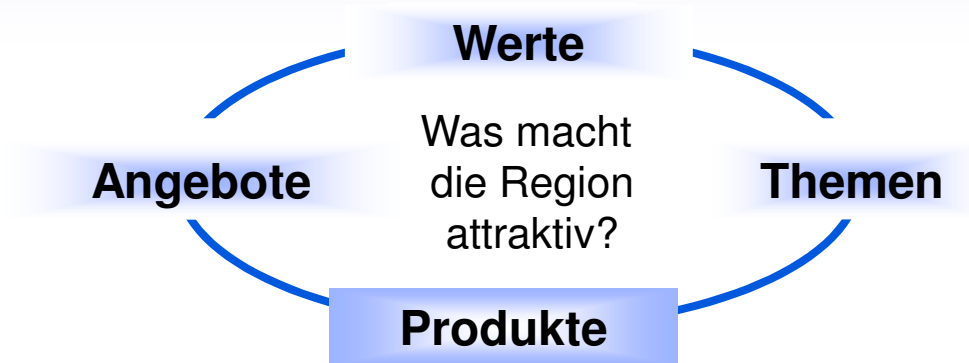 Werte
Was macht
die Region
attraktiv?
Angebote
Themen
Produkte